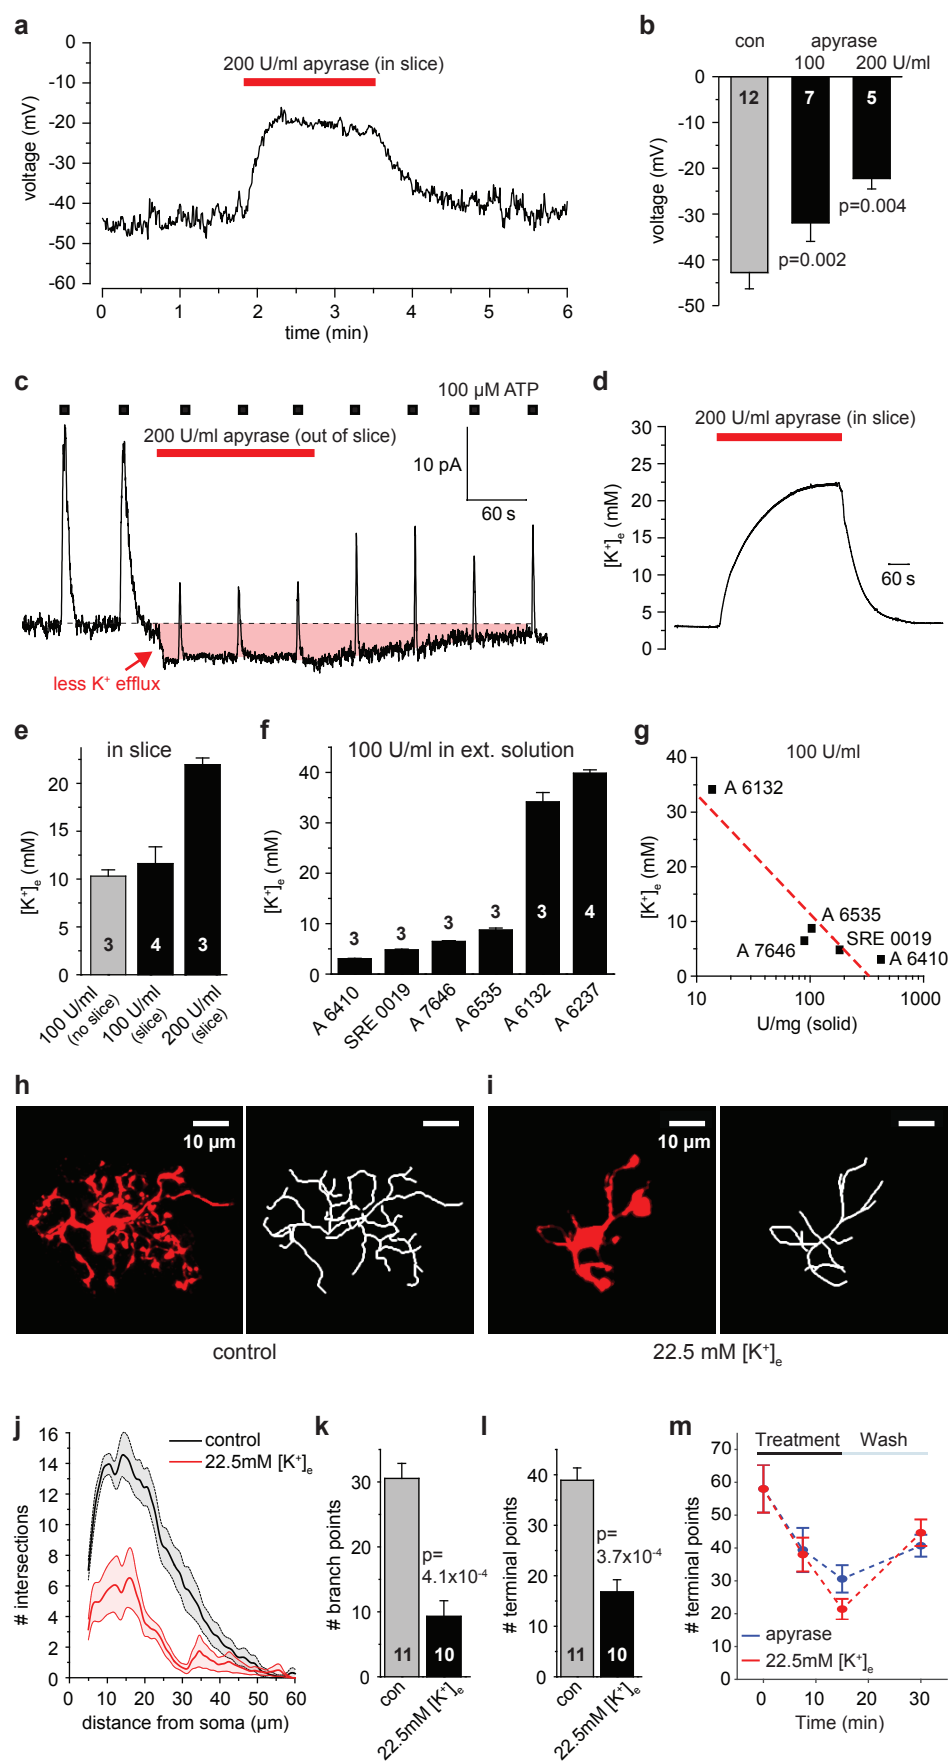 a
0
-10
-20
-30
-40
-50
-60
voltage (mV)
200 U/ml apyrase (in slice)
0 1 2 3 4 5 6
time (min)
b
con apyrase
100 200 U/ml
0
-10
-20
-30
-40
-50
voltage (mV)
12 7 5
p=0.004
p=0.002
c
100 µM ATP
200 U/ml apyrase (out of slice)
10 pA
60 s
less K⁺ efflux
d
200 U/ml apyrase (in slice)
30
25
20
15
10
5
0
[K⁺]ₑ (mM)
60 s
e
in slice
20
15
10
5
0
[K⁺]ₑ (mM)
3 4 3
100 U/ml (no slice)
100 U/ml (slice)
200 U/ml (slice)
f
100 U/ml in ext. solution
40
30
20
10
0
[K⁺]ₑ (mM)
3 3 3 3 3 4
A 6410
SRE 0019
A 7646
A 6535
A 6132
A 6237
g
100 U/ml
40
30
20
10
0
[K⁺]ₑ (mM)
A 6132
A 6535
A 7646
SRE 0019
A 6410
10 100 1000
U/mg (solid)
h
10 µm
control
i
10 µm
22.5 mM [K⁺]ₑ
j
16
14
12
10
8
6
4
2
0
# intersections
control
22.5mM [K⁺]ₑ
0 10 20 30 40 50 60
distance from soma (µm)
k
30
20
10
0
# branch points
p=
4.1x10⁻⁴
11 10
con
22.5mM [K⁺]ₑ
l
40
30
20
10
0
# terminal points
p=
3.7x10⁻⁴
11 10
con
22.5mM [K⁺]ₑ
m
Treatment Wash
70
60
50
40
30
20
10
0
# terminal points
apyrase
22.5mM [K⁺]ₑ
0 10 20 30
Time (min)